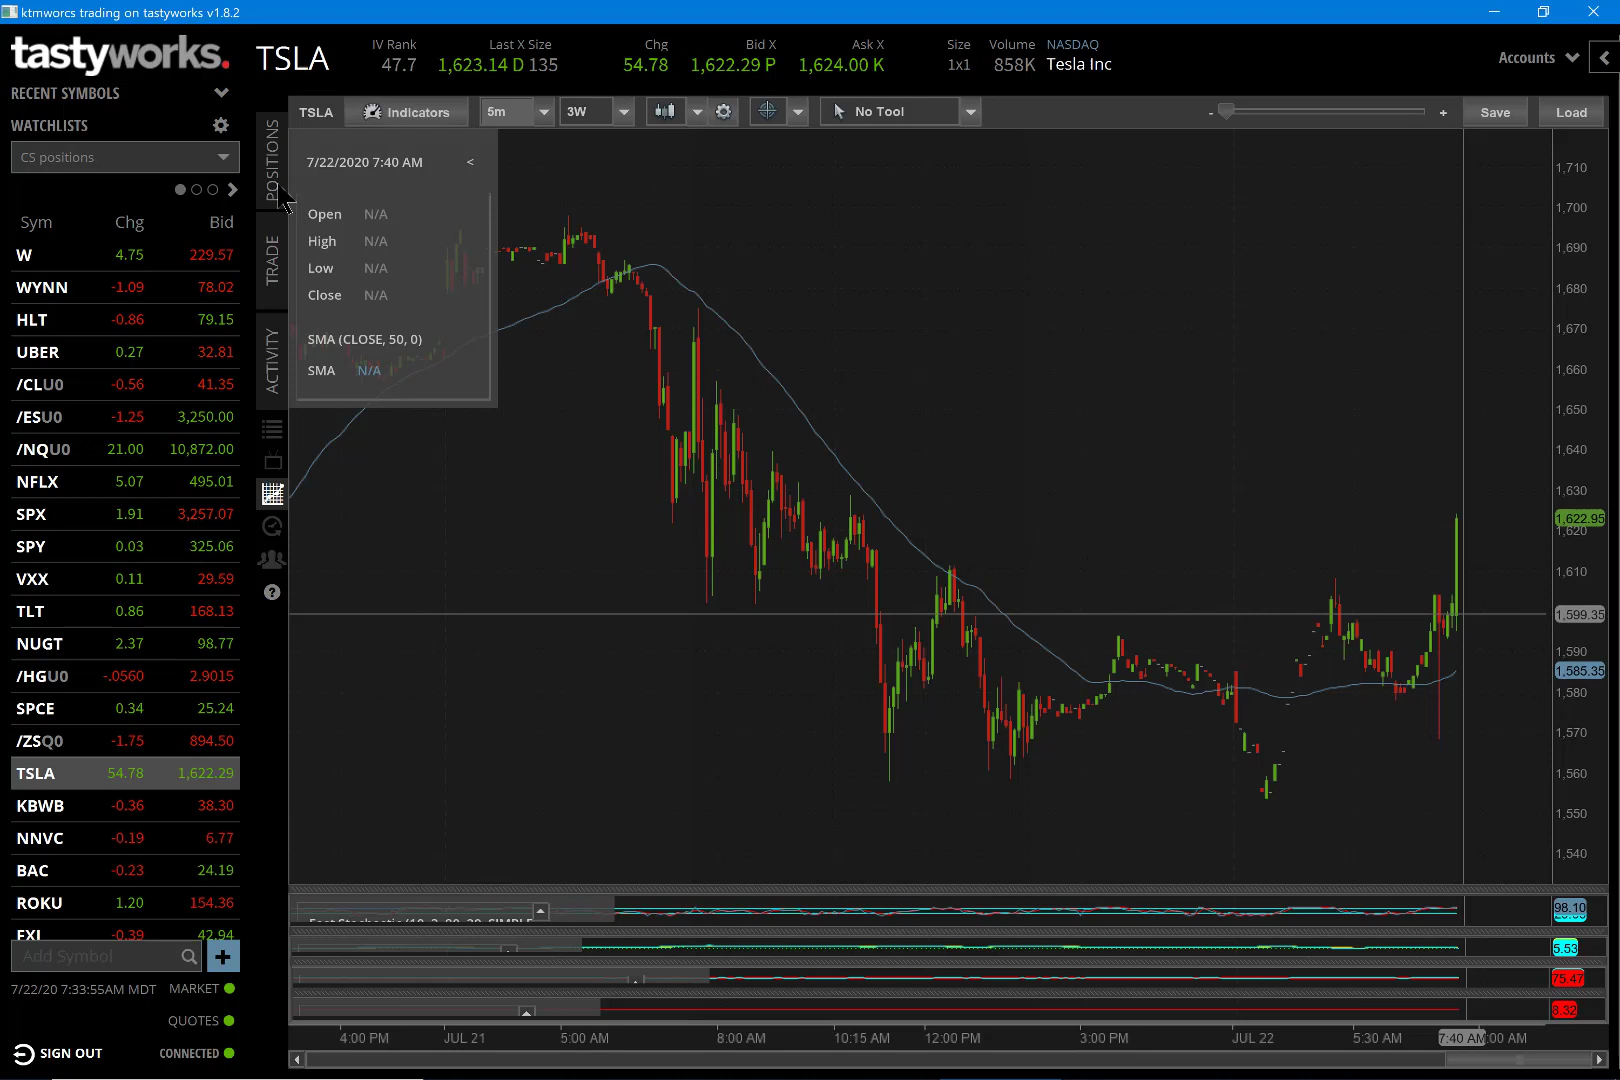 ktmworcs trading on tastyworks v1.8.2
tastyworks.
TSLA
IV Rank
47.7
Last X Size
1,623.14 D 135
Chg
54.78
Bid X
1,622.29 P
Ask X
1,624.00 K
Size
1x1
Volume
858K
NASDAQ
Tesla Inc
Accounts
RECENT SYMBOLS
WATCHLISTS
CS positions
Sym Chg Bid
W 4.75 229.57
WYNN -1.09 78.02
HLT -0.86 79.15
UBER 0.27 32.81
/CLU0 -0.56 41.35
/ESU0 -1.25 3,250.00
/NQU0 21.00 10,872.00
NFLX 5.07 495.01
SPX 1.91 3,257.07
SPY 0.03 325.06
VXX 0.11 29.59
TLT 0.86 168.13
NUGT 2.37 98.77
/HGU0 -.0560 2.9015
SPCE 0.34 25.24
/ZSQ0 -1.75 894.50
TSLA 54.78 1,622.29
KBWB -0.36 38.30
NNVC -0.19 6.77
BAC -0.23 24.19
ROKU 1.20 154.36
FXI -0.39 42.94
Add Symbol
7/22/20 7:33:55AM MDT MARKET
QUOTES
SIGN OUT CONNECTED
POSITIONS
TRADE
ACTIVITY
?
TSLA Indicators 5m 3W No Tool - + Save Load
7/22/2020 7:40 AM <
Open N/A
High N/A
Low N/A
Close N/A
SMA (CLOSE, 50, 0)
SMA N/A
1,710
1,700
1,690
1,680
1,670
1,660
1,650
1,640
1,630
1,622.95
1,620
1,610
1,599.35
1,590
1,585.35
1,580
1,570
1,560
1,550
1,540
98.10
5.53
75.47
8.32
4:00 PM JUL 21 5:00 AM 8:00 AM 10:15 AM 12:00 PM 3:00 PM JUL 22 5:30 AM 7:40 AM :00 AM